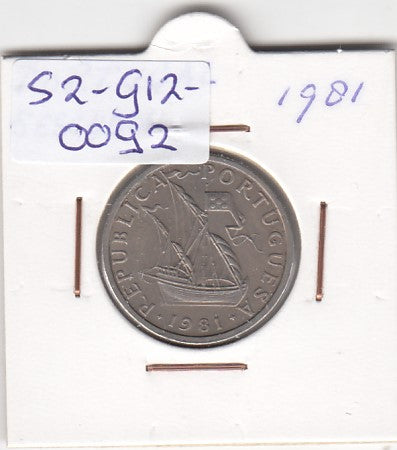 S2-G12-
0092
1981
REPUBLICA PORTUGUESA
1981